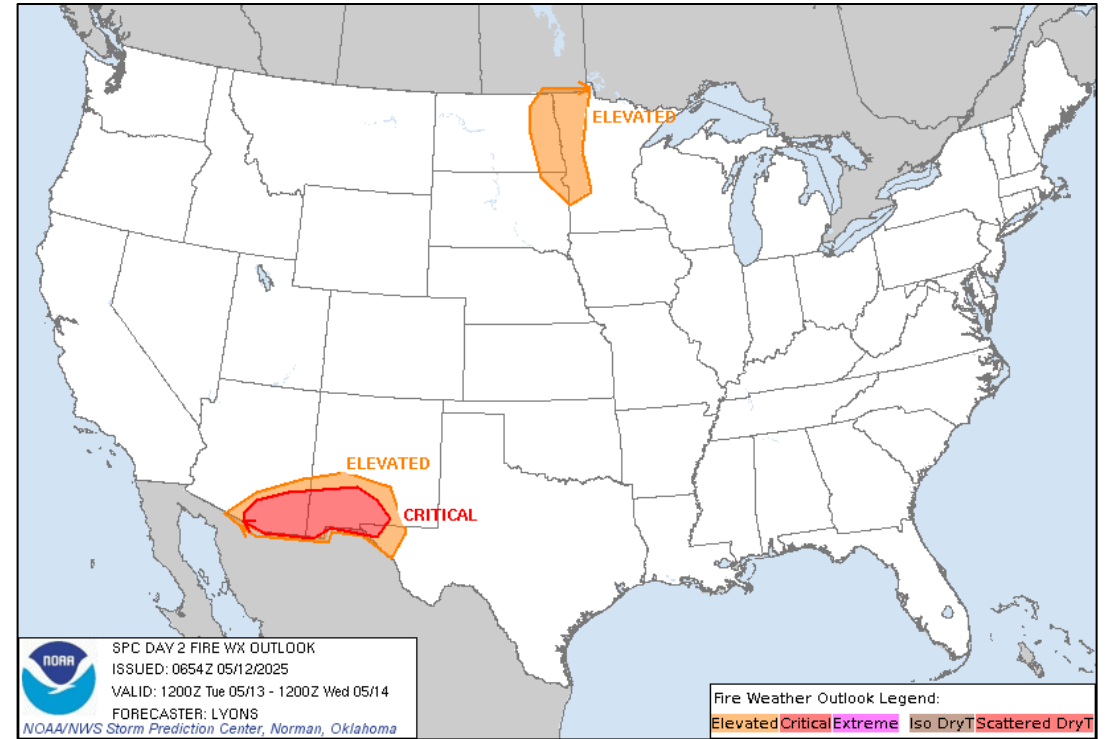 ELEVATED
ELEVATED
CRITICAL
NOAA
SPC DAY 2 FIRE WX OUTLOOK
ISSUED: 0654Z 05/12/2025
VALID: 1200Z Tue 05/13 - 1200Z Wed 05/14
FORECASTER: LYONS
NOAA/NWS Storm Prediction Center, Norman, Oklahoma
Fire Weather Outlook Legend:
Elevated Critical Extreme Iso DryT Scattered DryT